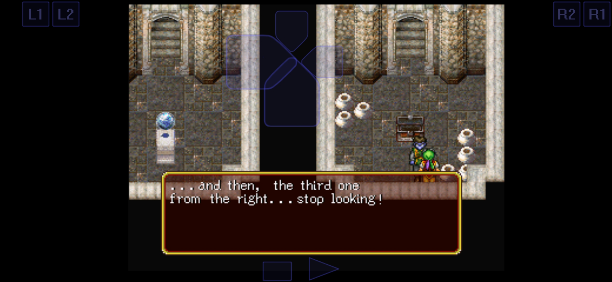 L1 L2 R2 R1
...and then, the third one
from the right...stop looking!